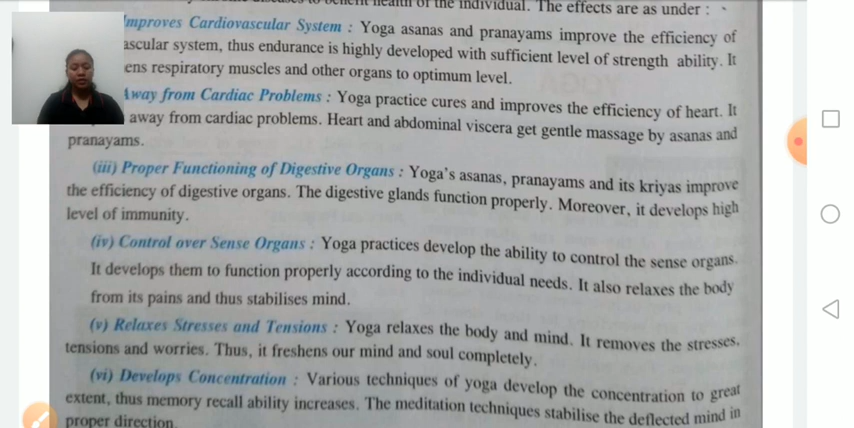 health of the individual. The effects are as under :
Improves Cardiovascular System : Yoga asanas and pranayams improve the efficiency of
ascular system, thus endurance is highly developed with sufficient level of strength ability. It
ens respiratory muscles and other organs to optimum level.
Away from Cardiac Problems : Yoga practice cures and improves the efficiency of heart. It
away from cardiac problems. Heart and abdominal viscera get gentle massage by asanas and
pranayams.
(iii) Proper Functioning of Digestive Organs : Yoga's asanas, pranayams and its kriyas improve
the efficiency of digestive organs. The digestive glands function properly. Moreover, it develops high
level of immunity.
(iv) Control over Sense Organs : Yoga practices develop the ability to control the sense organs.
It develops them to function properly according to the individual needs. It also relaxes the body
from its pains and thus stabilises mind.
(v) Relaxes Stresses and Tensions : Yoga relaxes the body and mind. It removes the stresses,
tensions and worries. Thus, it freshens our mind and soul completely.
(vi) Develops Concentration : Various techniques of yoga develop the concentration to great
extent, thus memory recall ability increases. The meditation techniques stabilise the deflected mind in
proper direction.